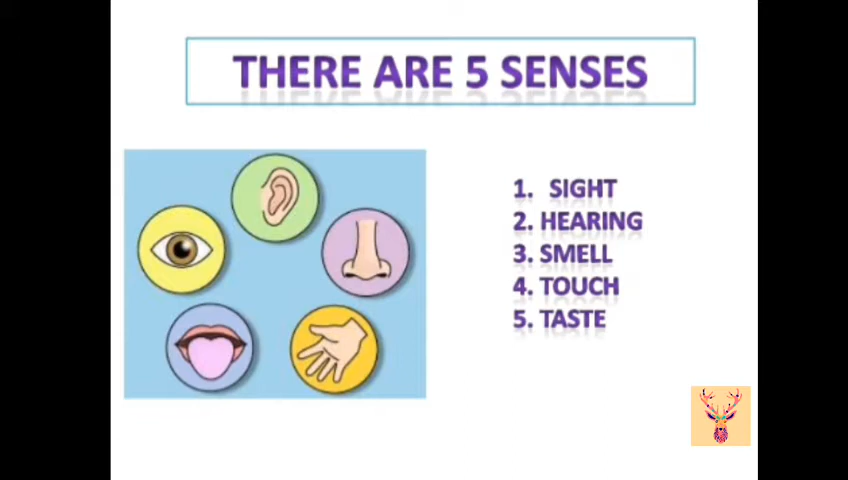 THERE ARE 5 SENSES
1. SIGHT
2. HEARING
3. SMELL
4. TOUCH
5. TASTE